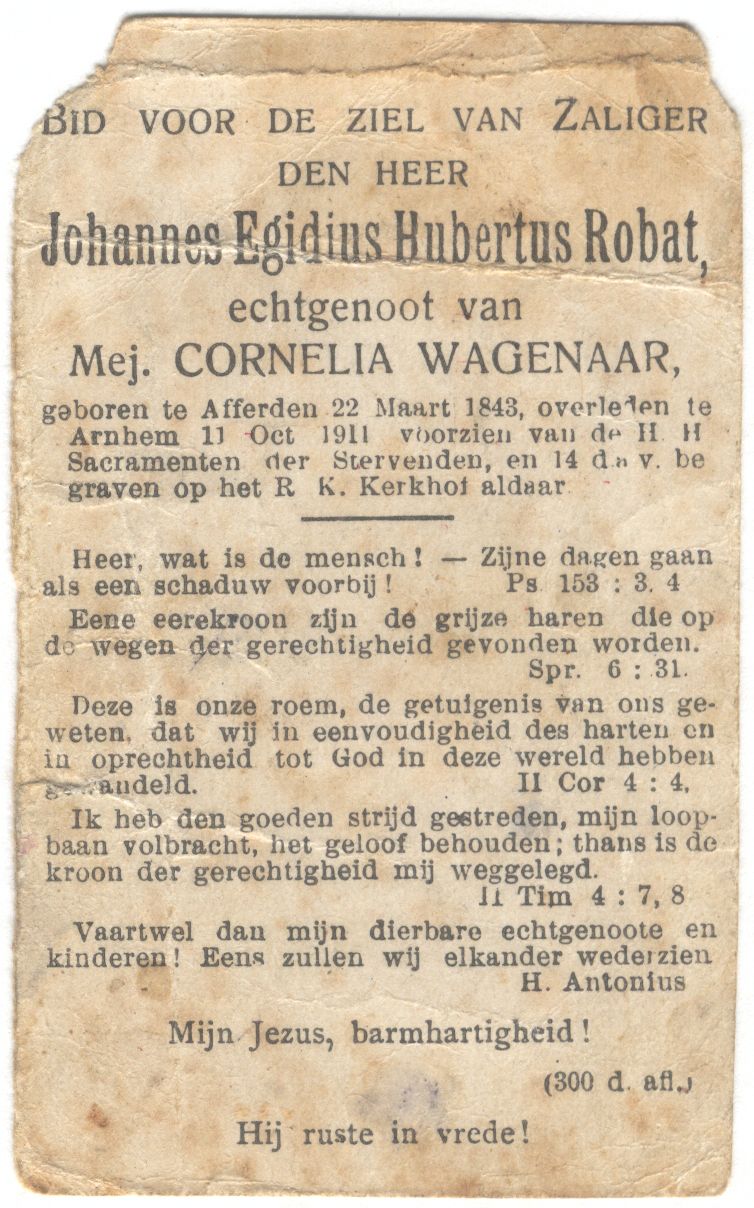 BID VOOR DE ZIEL VAN ZALIGER
DEN HEER
Johannes Egidius Hubertus Robat,
echtgenoot van
Mej. CORNELIA WAGENAAR,
geboren te Afferden 22 Maart 1843, overleden te
Arnhem 11 Oct 1911 voorzien van de H H
Sacramenten der Stervenden, en 14 d.a v. be
graven op het R K. Kerkhof aldaar
Heer, wat is de mensch! — Zijne dagen gaan
als een schaduw voorbij! Ps 153 : 3. 4
Eene eerekroon zijn de grijze haren die op
de wegen der gerechtigheid gevonden worden.
Spr. 6 : 31.
Deze is onze roem, de getuigenis van ons ge-
weten, dat wij in eenvoudigheid des harten en
in oprechtheid tot God in deze wereld hebben
gewandeld. II Cor 4 : 4.
Ik heb den goeden strijd gestreden, mijn loop-
baan volbracht, het geloof behouden; thans is de
kroon der gerechtigheid mij weggelegd.
II Tim 4 : 7, 8
Vaartwel dan mijn dierbare echtgenoote en
kinderen! Eens zullen wij elkander wederzien
H. Antonius
Mijn Jezus, barmhartigheid!
(300 d. afl.)
Hij ruste in vrede!